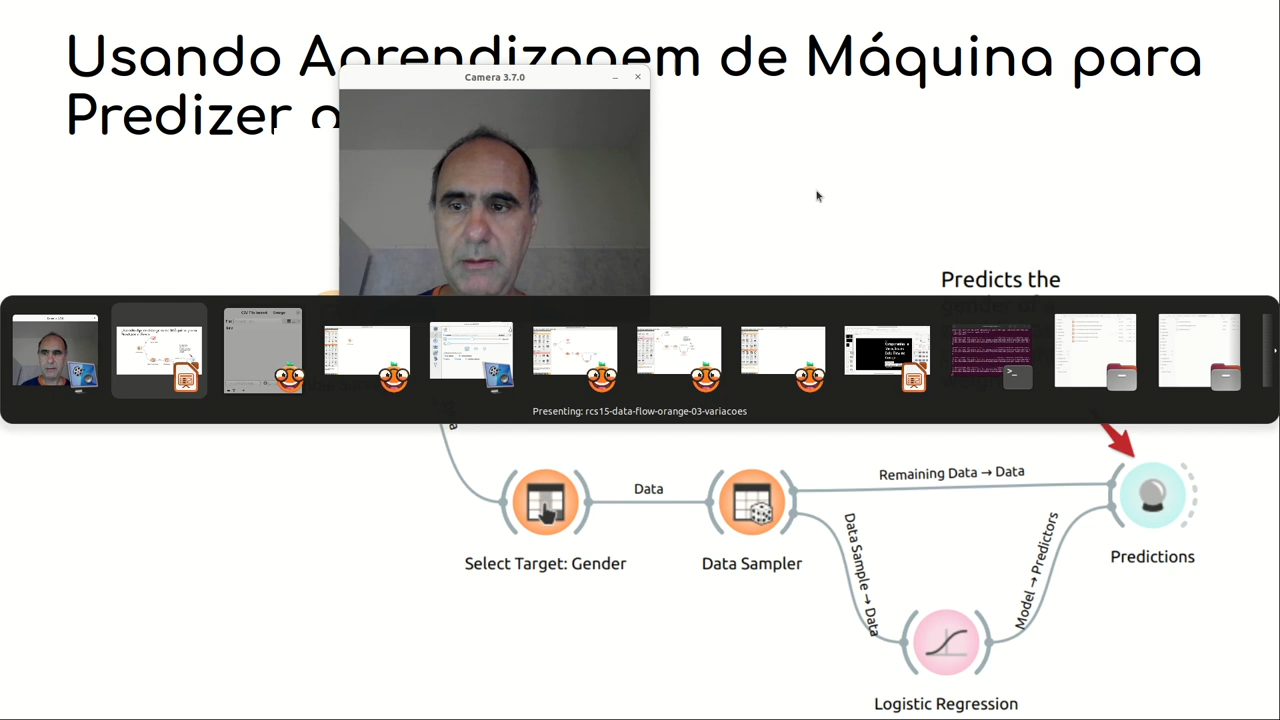 Usando Aprendizagem de Máquina para
Predizer o
Camera 3.7.0
Predicts the
Presenting: rcs15-data-flow-orange-03-variacoes
Remaining Data → Data
Data
Data Sample → Data
Model → Predictors
Select Target: Gender
Data Sampler
Predictions
Logistic Regression